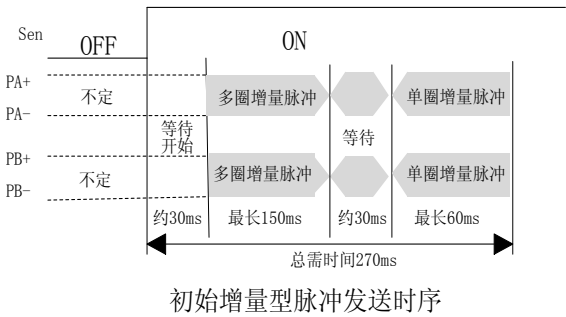 Sen
OFF
ON
PA+
不定
多圈增量脉冲
单圈增量脉冲
PA-
等待
开始
等待
PB+
不定
多圈增量脉冲
单圈增量脉冲
PB-
约30ms
最长150ms
约30ms
最长60ms
总需时间270ms
初始增量型脉冲发送时序